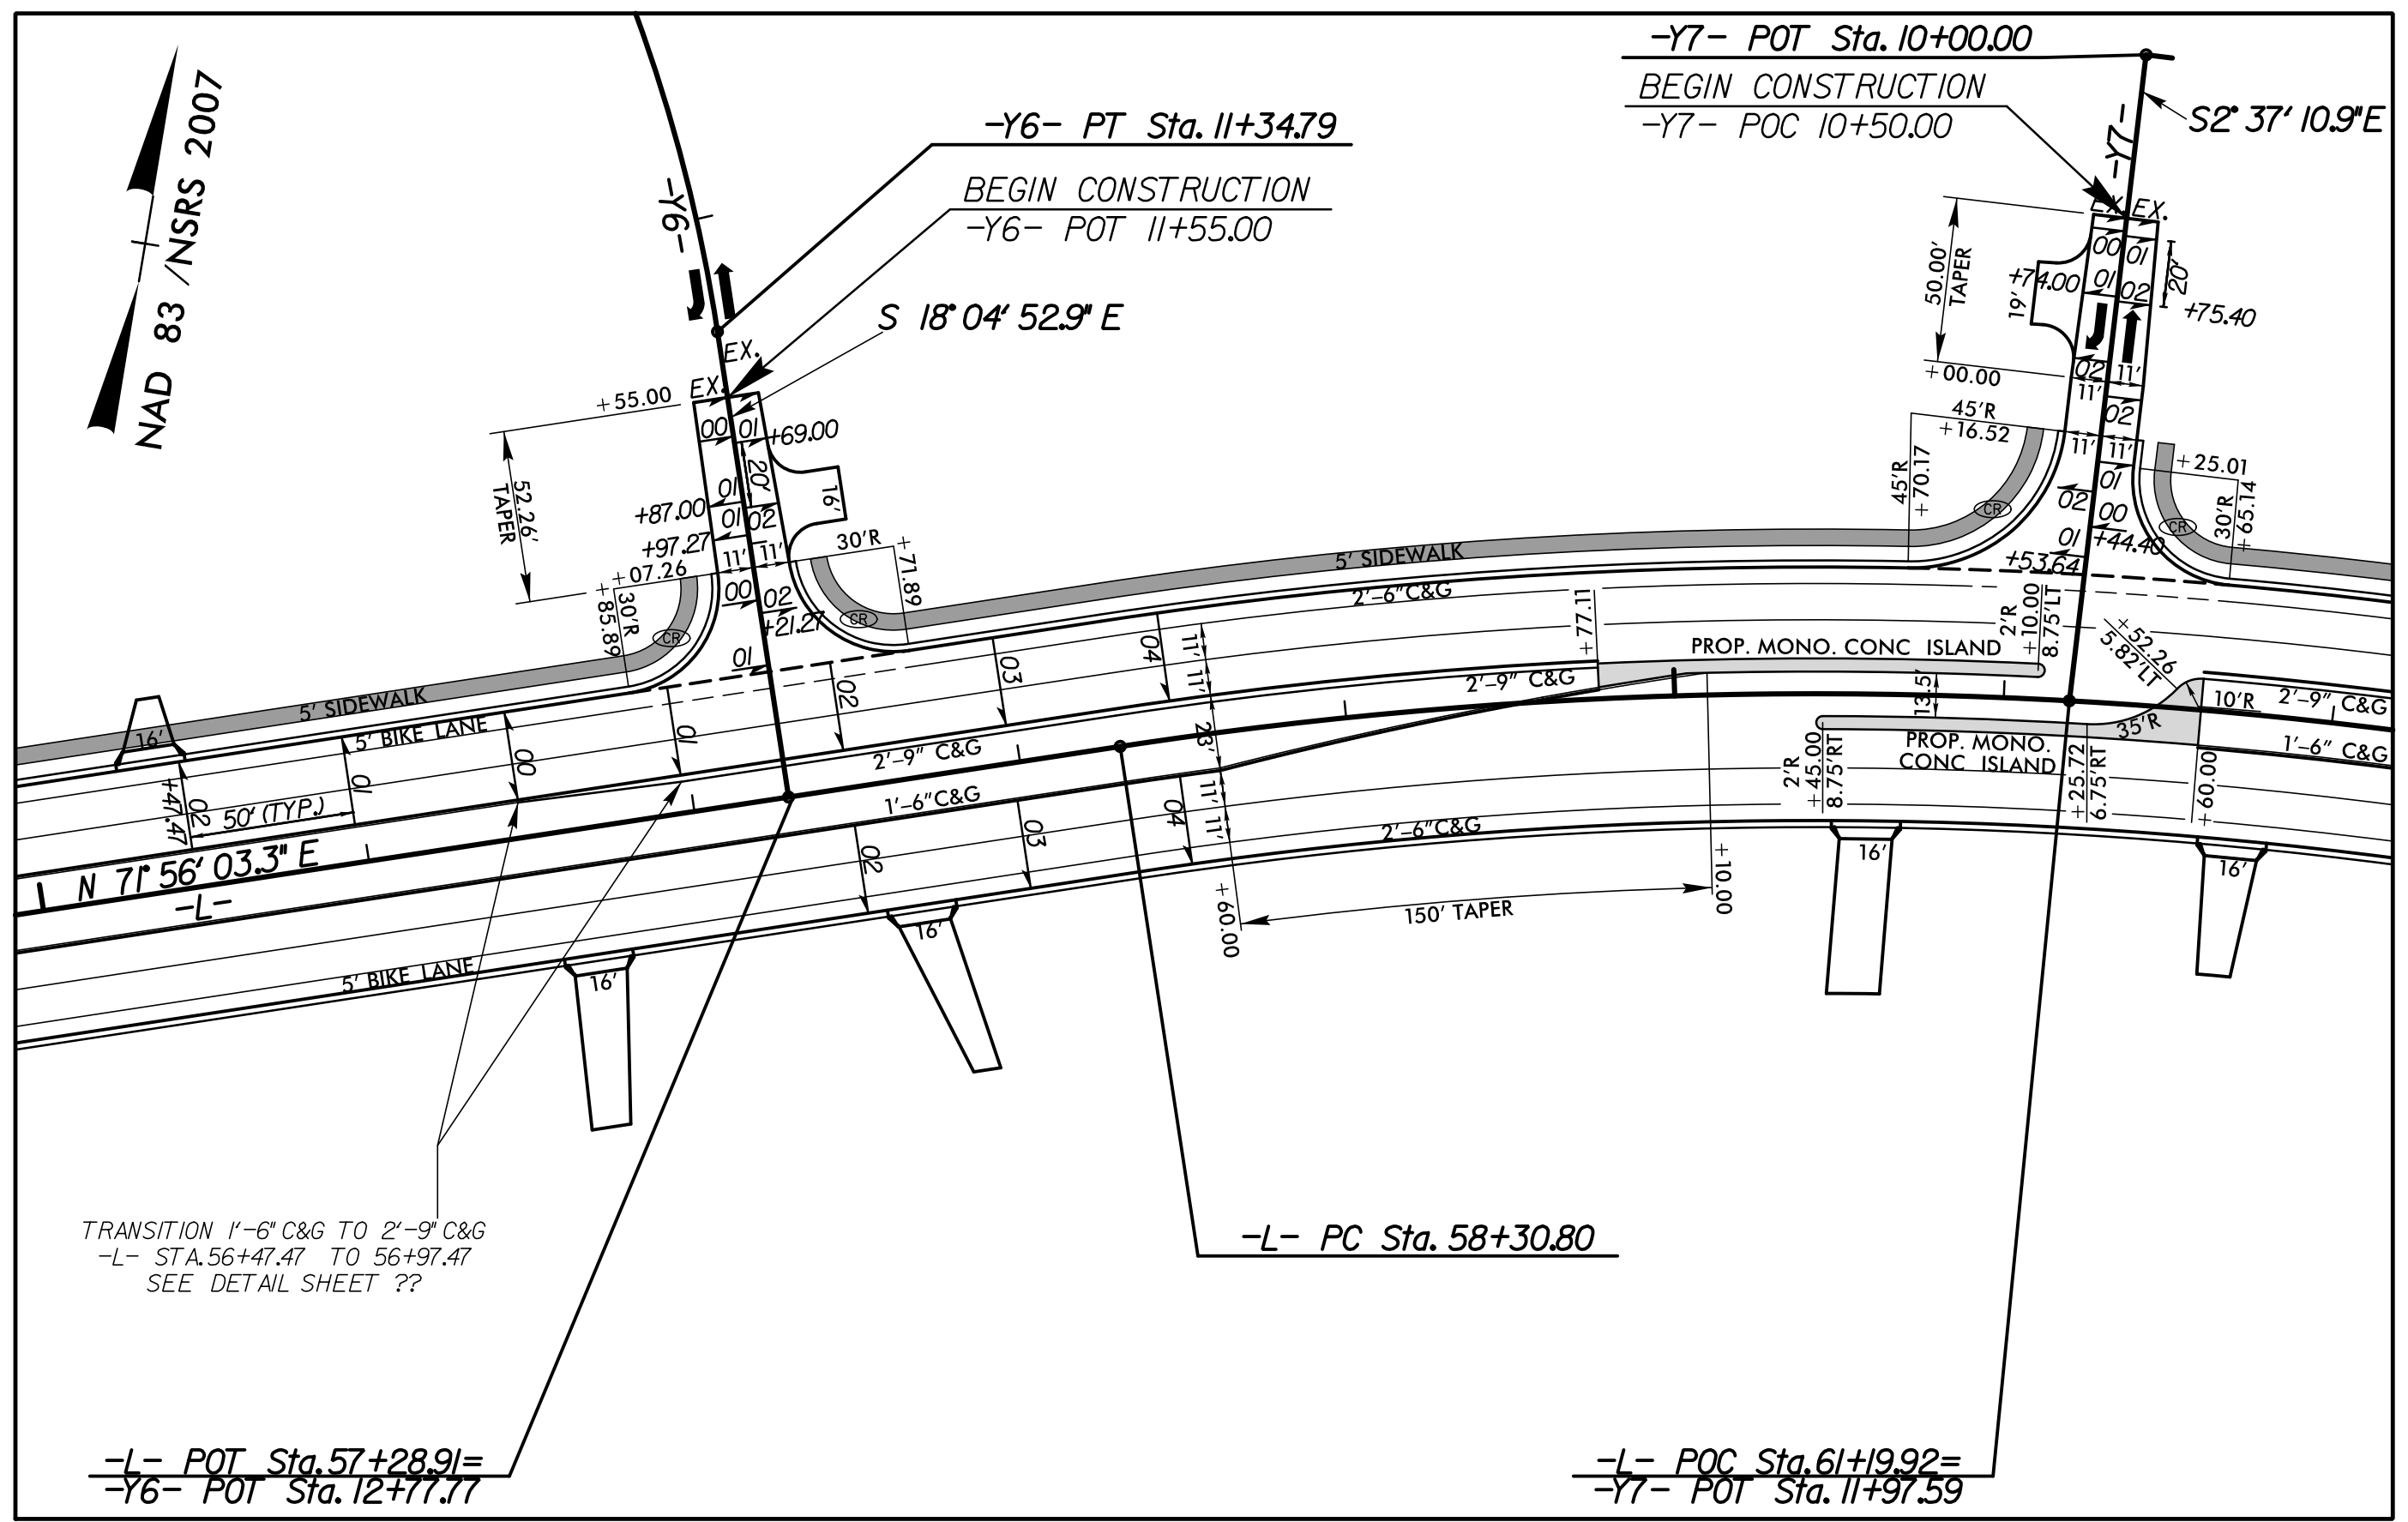 -Y7- POT Sta. 10+00.00
BEGIN CONSTRUCTION
-Y7- POC 10+50.00
S2° 37' 10.9" E
-Y7-
NAD 83 /NSRS 2007
-Y6- PT Sta. 11+34.79
BEGIN CONSTRUCTION
-Y6- POT 11+55.00
-Y6-
S 18° 04' 52.9" E
EX.
EX.
+55.00
00
01
+69.00
52.26'
TAPER
20'
16'
01
+87.00
01
02
+97.27
11'
11'
30'R
+71.89
+07.26
+85.89
30'R
00
02
CR
CR
+21.27
01
EX.
EX.
00
01
50.00'
TAPER
+74.00
01
02
20'
19'
+75.40
+00.00
02
11'
11'
02
45'R
+16.52
11'
11'
45'R
+70.17
+25.01
01
02
00
30'R
+65.14
CR
CR
01
+44.40
+53.64
5' SIDEWALK
2'-6" C&G
+77.11
PROP. MONO. CONC ISLAND
2'R
+10.00
8.75'LT
+52.26
5.82'LT
2'-9" C&G
13.5'
10'R
2'-9" C&G
35'R
1'-6" C&G
PROP. MONO.
CONC ISLAND
2'R
+45.00
8.75'RT
+25.72
6.75'RT
+60.00
16'
16'
5' SIDEWALK
16'
5' BIKE LANE
00
01
02
03
04
11'
11'
23'
11'
11'
2'-9" C&G
1'-6" C&G
2'-6" C&G
02
03
04
+47.47
02
01
50' (TYP.)
N 71° 56' 03.3" E
-L-
+60.00
150' TAPER
+10.00
5' BIKE LANE
16'
16'
TRANSITION 1'-6" C&G TO 2'-9" C&G
-L- STA. 56+47.47 TO 56+97.47
SEE DETAIL SHEET ??
-L- PC Sta. 58+30.80
-L- POT Sta. 57+28.91=
-Y6- POT Sta. 12+77.77
-L- POC Sta. 61+19.92=
-Y7- POT Sta. 11+97.59